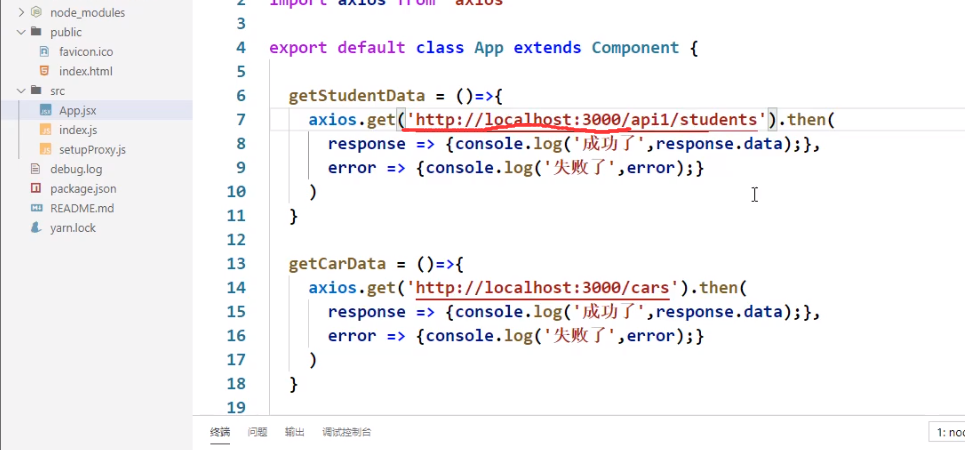 node_modules
public
favicon.ico
index.html
src
App.jsx
index.js
setupProxy.js
debug.log
package.json
README.md
yarn.lock
2 import axios from 'axios'
3
4 export default class App extends Component {
5
6 getStudentData = ()=>{
7 axios.get('http://localhost:3000/api1/students').then(
8 response => {console.log('成功了',response.data);},
9 error => {console.log('失败了',error);}
10 )
11 }
12
13 getCarData = ()=>{
14 axios.get('http://localhost:3000/cars').then(
15 response => {console.log('成功了',response.data);},
16 error => {console.log('失败了',error);}
17 )
18 }
19
终端 问题 输出 调试控制台
1: